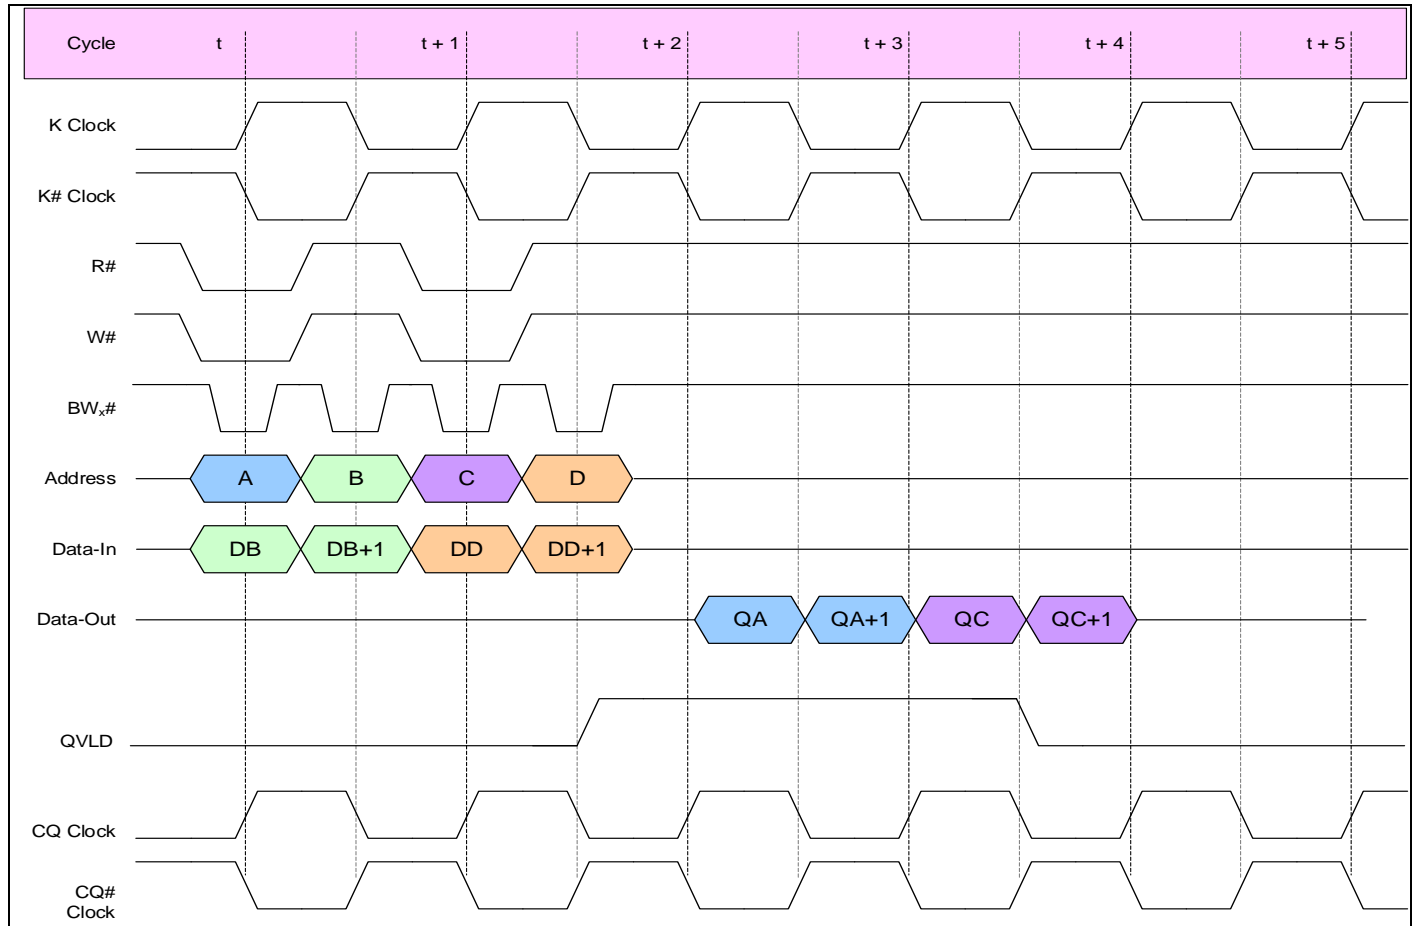 Cycle t t + 1 t + 2 t + 3 t + 4 t + 5
K Clock
K# Clock
R#
W#
BWₓ#
Address A B C D
Data-In DB DB+1 DD DD+1
Data-Out QA QA+1 QC QC+1
QVLD
CQ Clock
CQ#
Clock